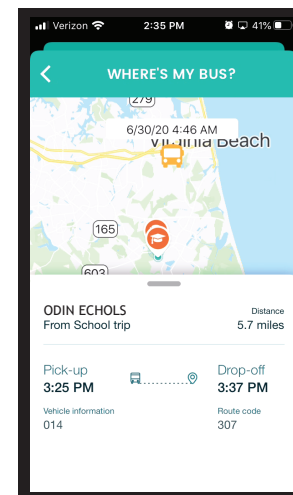 Verizon 2:35 PM 41%
WHERE'S MY BUS?
279
6/30/20 4:46 AM
Virginia Beach
165
603
ODIN ECHOLS
Distance
From School trip
5.7 miles
Pick-up
Drop-off
3:25 PM
3:37 PM
Vehicle information
Route code
014
307